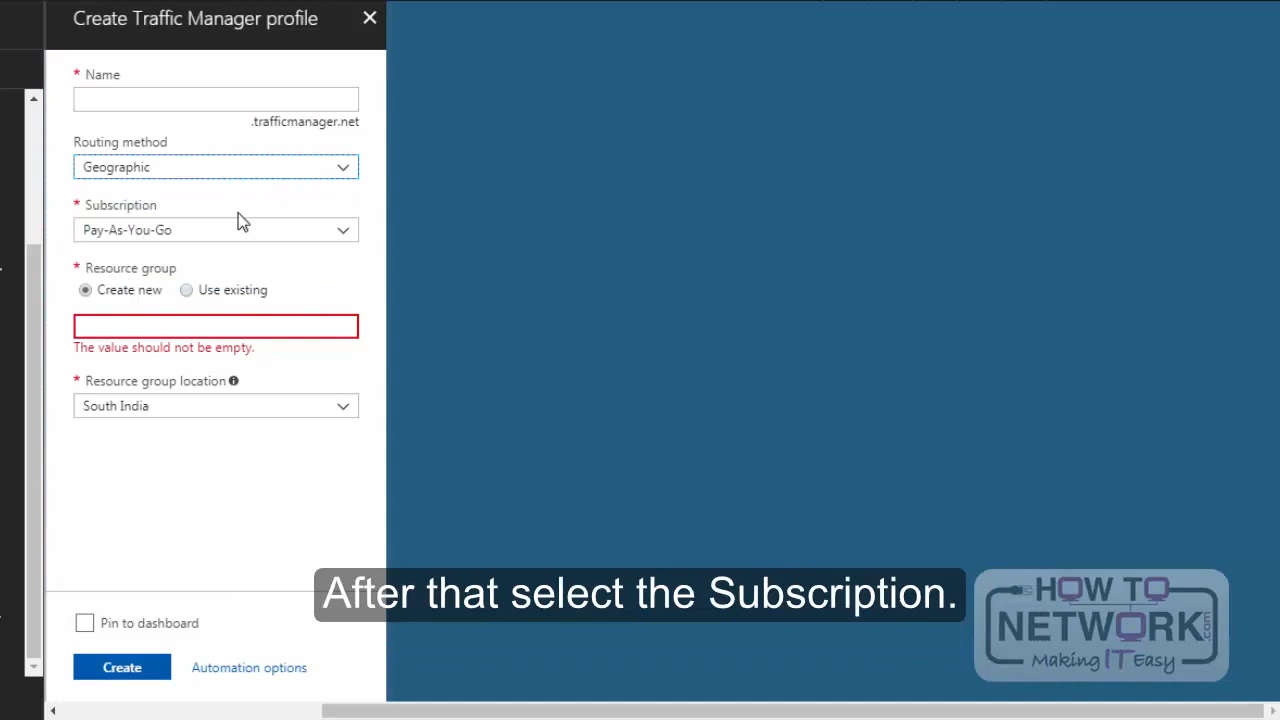 Create Traffic Manager profile
* Name
.trafficmanager.net
Routing method
Geographic
* Subscription
Pay-As-You-Go
* Resource group
Create new
Use existing
The value should not be empty.
* Resource group location
South India
After that select the Subscription.
Pin to dashboard
Create
Automation options
HOW TO
NETWORK.com
Making IT Easy